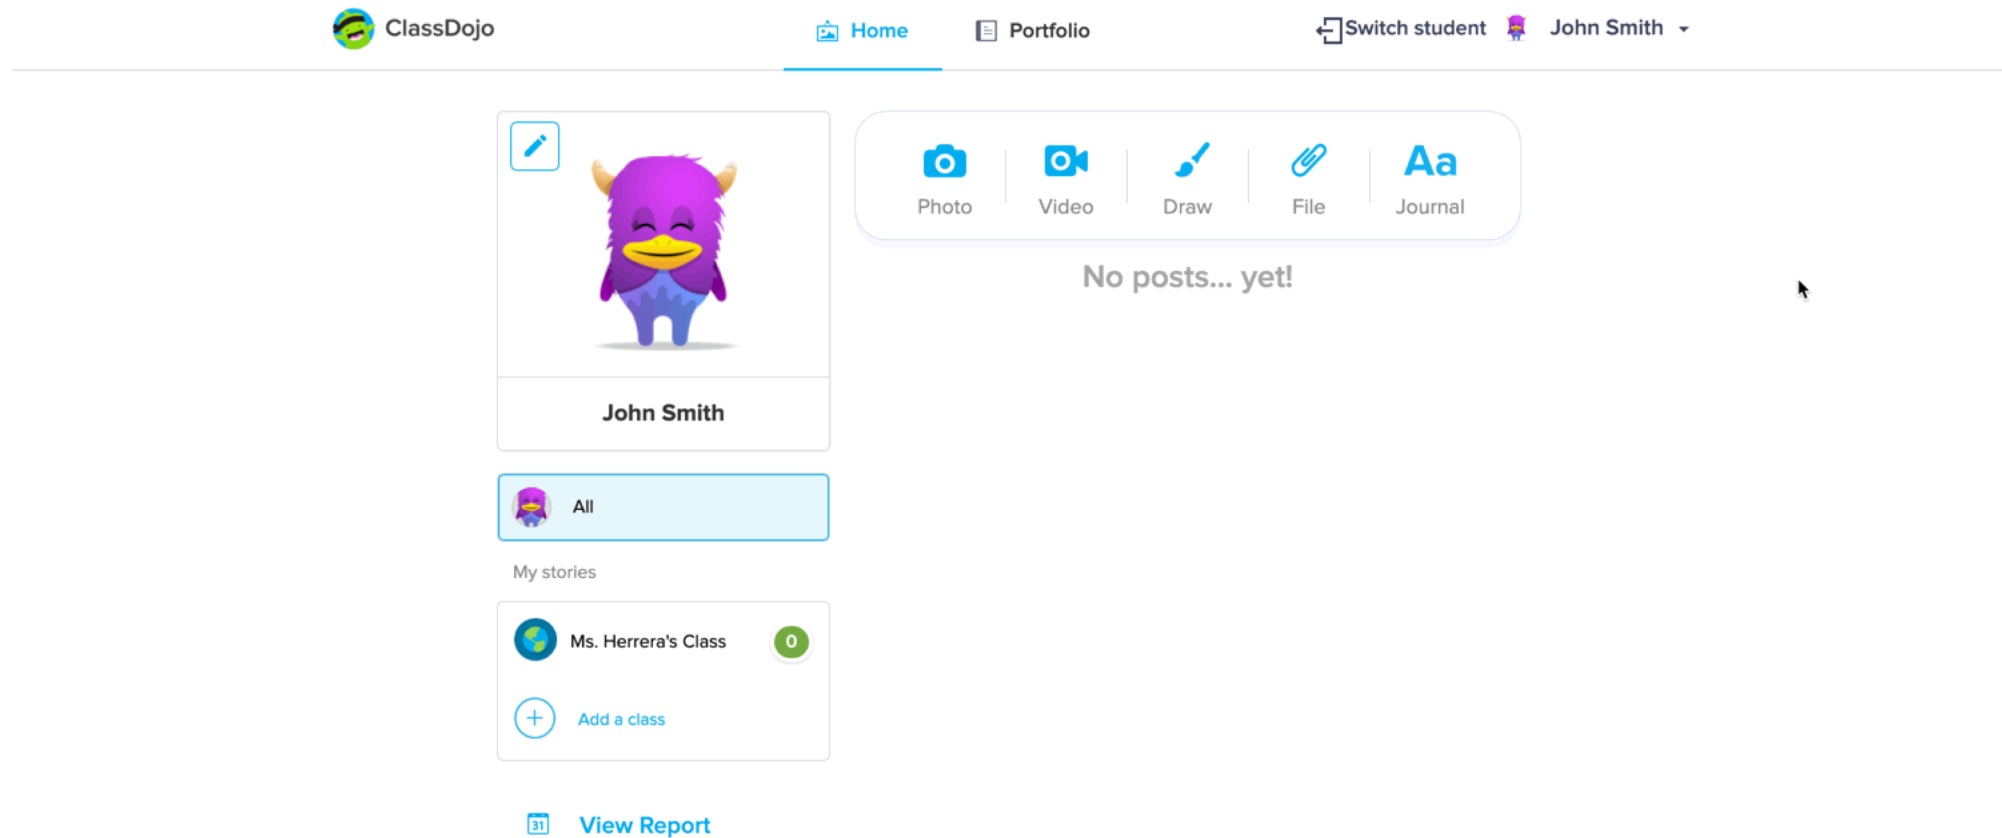 ClassDojo
Home
Portfolio
Switch student
John Smith
Photo
Video
Draw
File
Aa
Journal
No posts... yet!
John Smith
All
My stories
Ms. Herrera's Class
0
Add a class
31
View Report